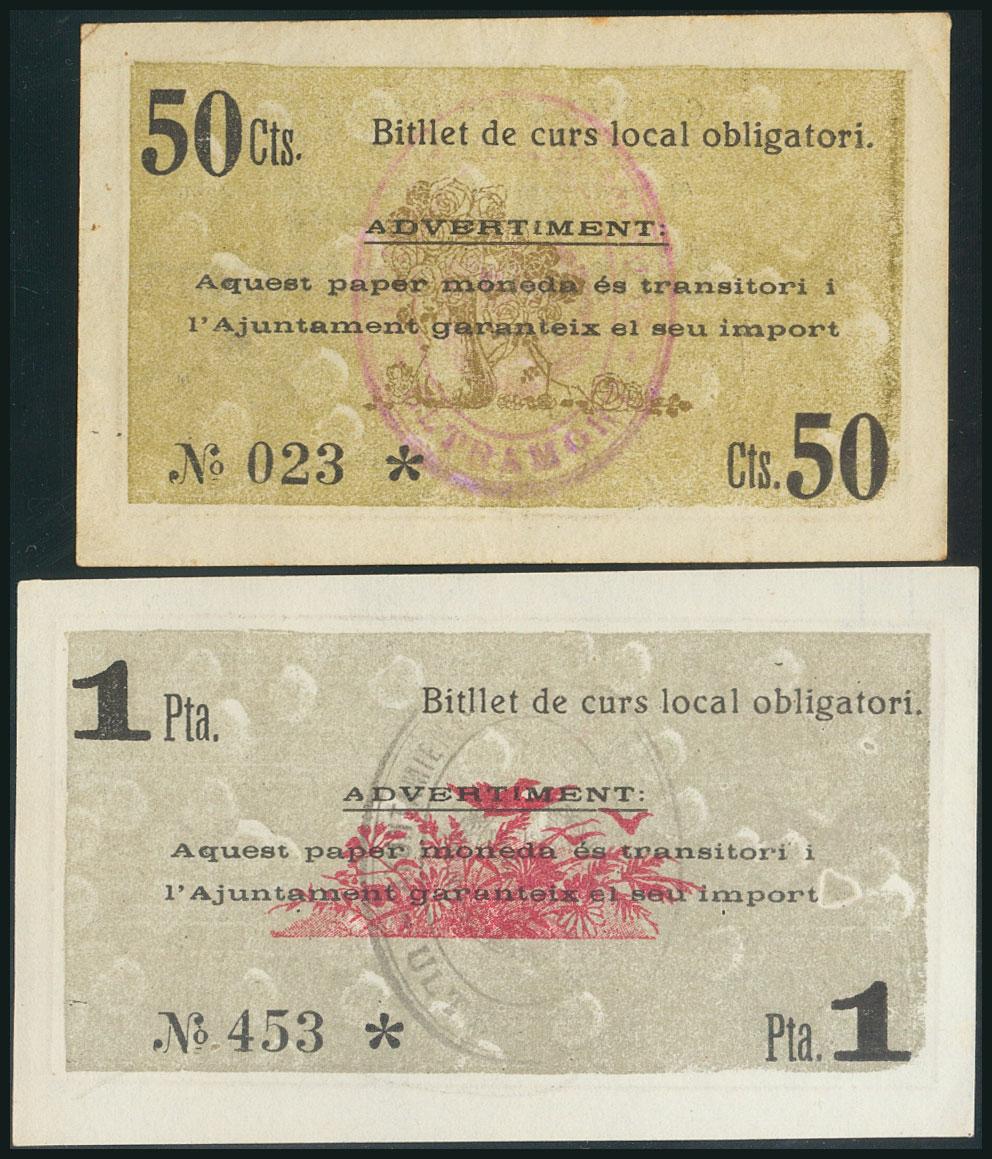 50 Cts.
Bitllet de curs local obligatori.
ADVERTIMENT:
Aquest paper moneda és transitori i
l'Ajuntament garanteix el seu import
No 023 *
Cts. 50
1 Pta.
Bitllet de curs local obligatori.
ADVERTIMENT:
Aquest paper moneda és transitori i
l'Ajuntament garanteix el seu import
No 453 *
Pta. 1